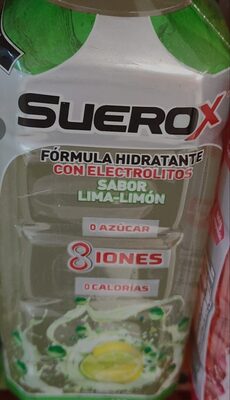 SUEROX
FÓRMULA HIDRATANTE
CON ELECTROLITOS
SABOR
LIMA-LIMÓN
0 AZÚCAR
8 IONES
0 CALORÍAS